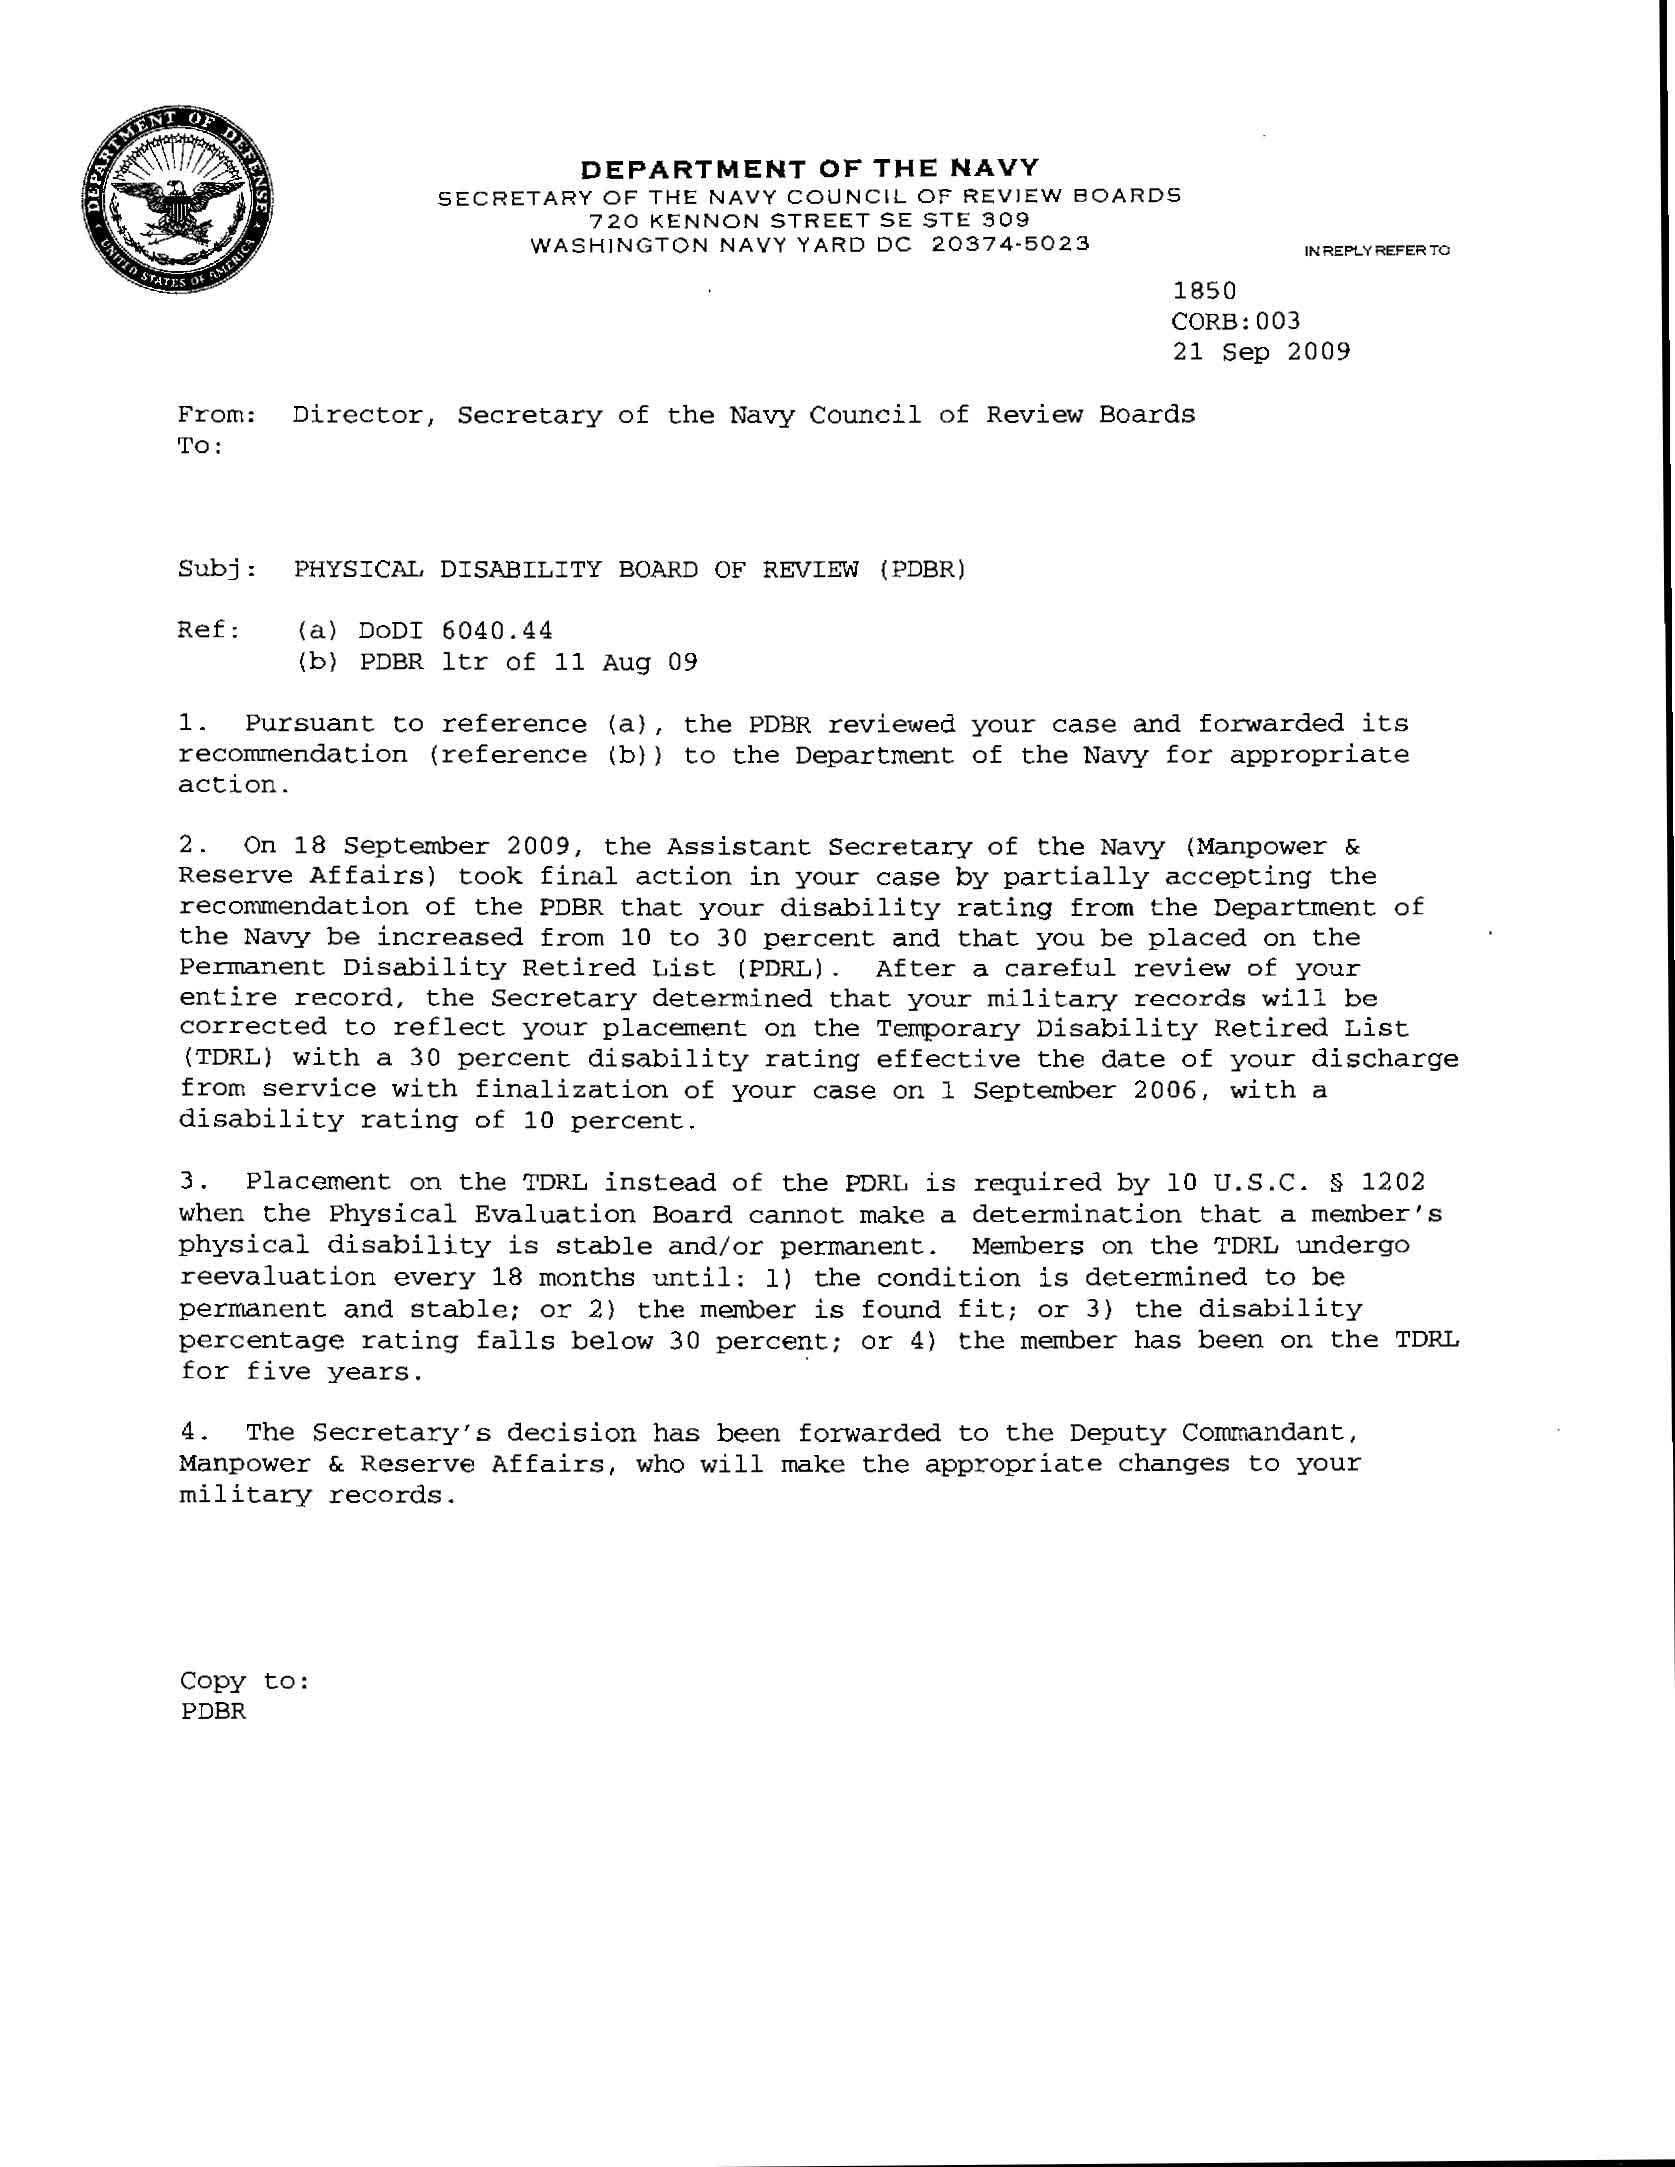 DEPARTMENT OF DEFENSE
UNITED STATES OF AMERICA
DEPARTMENT OF THE NAVY
SECRETARY OF THE NAVY COUNCIL OF REVIEW BOARDS
720 KENNON STREET SE STE 309
WASHINGTON NAVY YARD DC 20374-5023
IN REPLY REFER TO
1850
CORB:003
21 Sep 2009
From: Director, Secretary of the Navy Council of Review Boards
To:
Subj: PHYSICAL DISABILITY BOARD OF REVIEW (PDBR)
Ref: (a) DoDI 6040.44
(b) PDBR ltr of 11 Aug 09
1. Pursuant to reference (a), the PDBR reviewed your case and forwarded its
recommendation (reference (b)) to the Department of the Navy for appropriate
action.
2. On 18 September 2009, the Assistant Secretary of the Navy (Manpower &
Reserve Affairs) took final action in your case by partially accepting the
recommendation of the PDBR that your disability rating from the Department of
the Navy be increased from 10 to 30 percent and that you be placed on the
Permanent Disability Retired List (PDRL). After a careful review of your
entire record, the Secretary determined that your military records will be
corrected to reflect your placement on the Temporary Disability Retired List
(TDRL) with a 30 percent disability rating effective the date of your discharge
from service with finalization of your case on 1 September 2006, with a
disability rating of 10 percent.
3. Placement on the TDRL instead of the PDRL is required by 10 U.S.C. § 1202
when the Physical Evaluation Board cannot make a determination that a member's
physical disability is stable and/or permanent. Members on the TDRL undergo
reevaluation every 18 months until: 1) the condition is determined to be
permanent and stable; or 2) the member is found fit; or 3) the disability
percentage rating falls below 30 percent; or 4) the member has been on the TDRL
for five years.
4. The Secretary's decision has been forwarded to the Deputy Commandant,
Manpower & Reserve Affairs, who will make the appropriate changes to your
military records.
Copy to:
PDBR